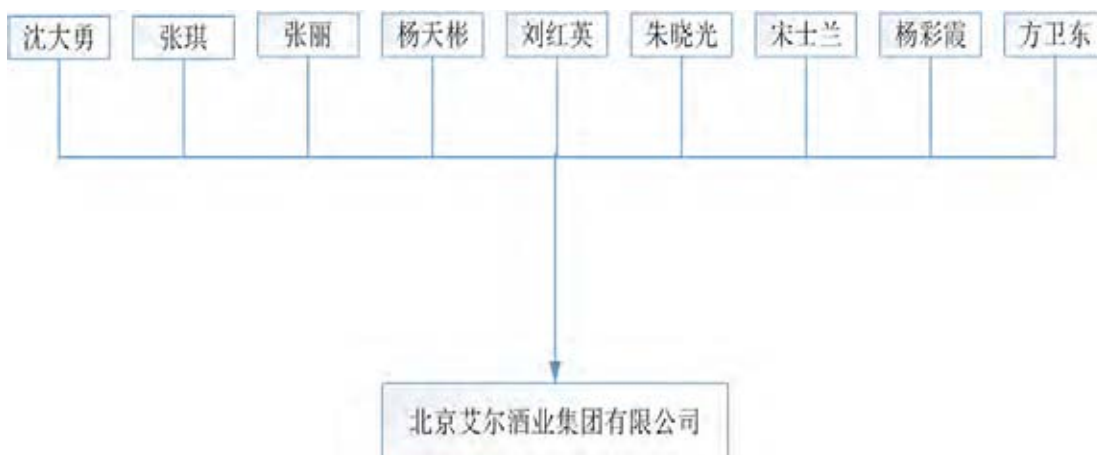 沈大勇
张琪
张丽
杨天彬
刘红英
朱晓光
宋士兰
杨彩霞
方卫东
北京艾尔酒业集团有限公司